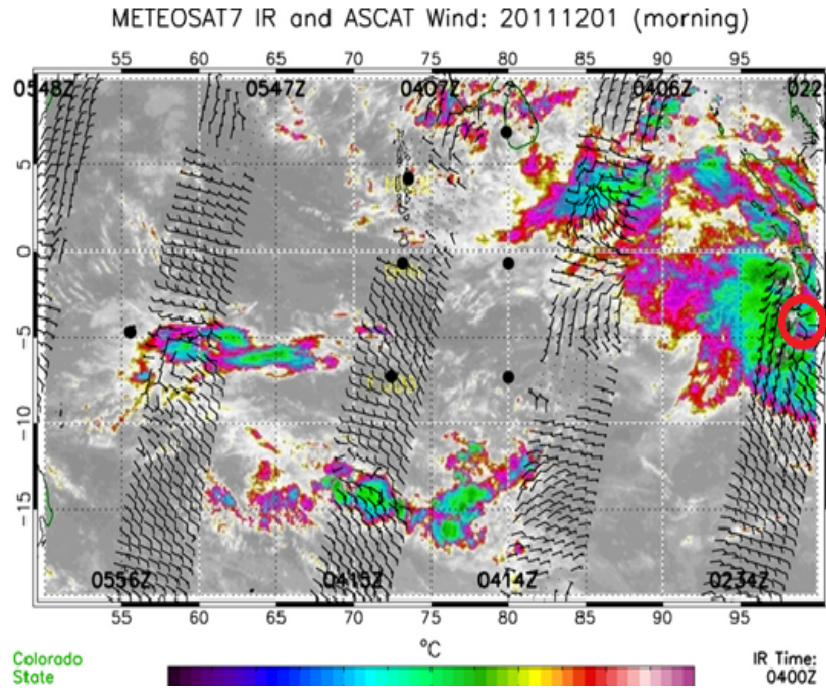 METEOSAT7 IR and ASCAT Wind: 20111201 (morning)
55 60 65 70 75 80 85 90 95
0548Z 0547Z 0407Z 0406Z 022
5
0
-5
-10
-15
0556Z 0415Z 0414Z 0234Z
55 60 65 70 75 80 85 90 95
°C
Colorado
State
IR Time:
0400Z